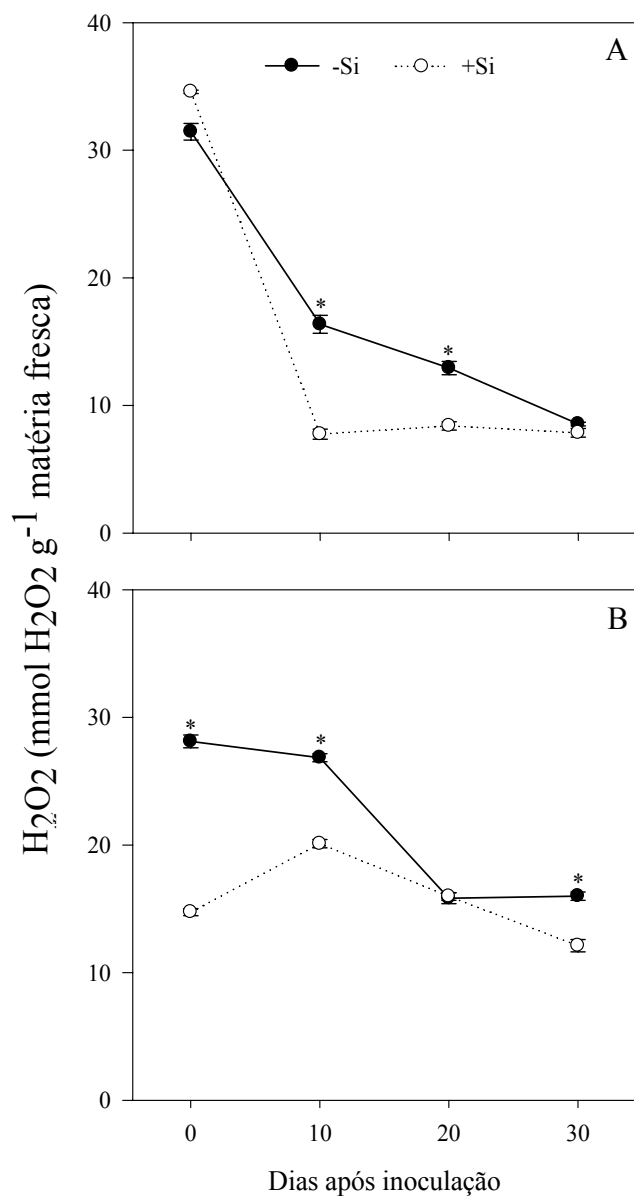 A
-Si +Si
40
30
20
10
0
B
40
30
20
10
0
0 10 20 30
Dias após inoculação
H2O2 (mmol H2O2 g-1 matéria fresca)
* *
* * *